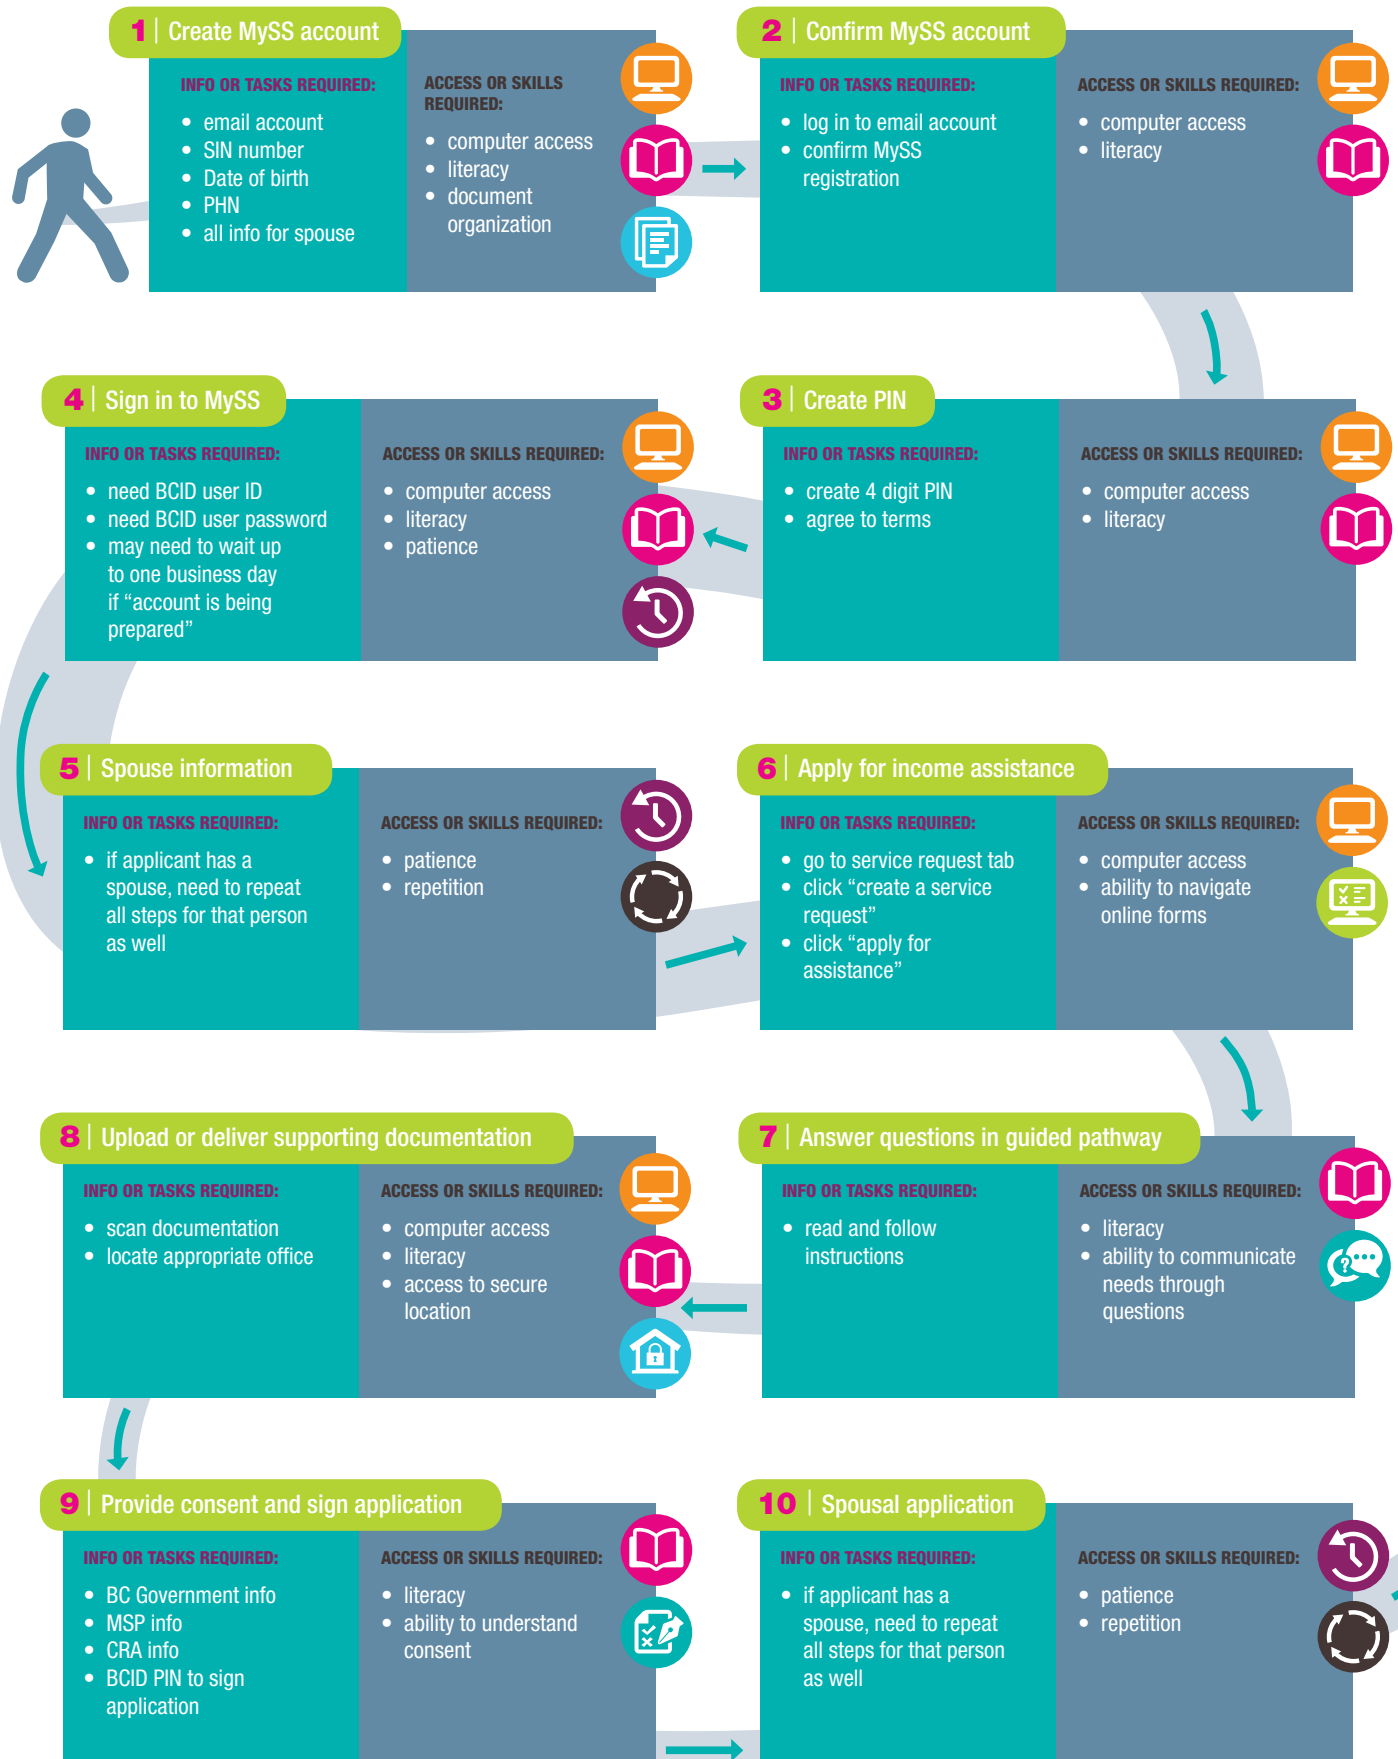 1 | Create MySS account
INFO OR TASKS REQUIRED:
• email account
• SIN number
• Date of birth
• PHN
• all info for spouse
ACCESS OR SKILLS
REQUIRED:
• computer access
• literacy
• document
organization
2 | Confirm MySS account
INFO OR TASKS REQUIRED:
• log in to email account
• confirm MySS
registration
ACCESS OR SKILLS REQUIRED:
• computer access
• literacy
3 | Create PIN
INFO OR TASKS REQUIRED:
• create 4 digit PIN
• agree to terms
ACCESS OR SKILLS REQUIRED:
• computer access
• literacy
4 | Sign in to MySS
INFO OR TASKS REQUIRED:
• need BCID user ID
• need BCID user password
• may need to wait up
to one business day
if “account is being
prepared”
ACCESS OR SKILLS REQUIRED:
• computer access
• literacy
• patience
5 | Spouse information
INFO OR TASKS REQUIRED:
• if applicant has a
spouse, need to repeat
all steps for that person
as well
ACCESS OR SKILLS REQUIRED:
• patience
• repetition
6 | Apply for income assistance
INFO OR TASKS REQUIRED:
• go to service request tab
• click “create a service
request”
• click “apply for
assistance”
ACCESS OR SKILLS REQUIRED:
• computer access
• ability to navigate
online forms
7 | Answer questions in guided pathway
INFO OR TASKS REQUIRED:
• read and follow
instructions
ACCESS OR SKILLS REQUIRED:
• literacy
• ability to communicate
needs through
questions
8 | Upload or deliver supporting documentation
INFO OR TASKS REQUIRED:
• scan documentation
• locate appropriate office
ACCESS OR SKILLS REQUIRED:
• computer access
• literacy
• access to secure
location
9 | Provide consent and sign application
INFO OR TASKS REQUIRED:
• BC Government info
• MSP info
• CRA info
• BCID PIN to sign
application
ACCESS OR SKILLS REQUIRED:
• literacy
• ability to understand
consent
10 | Spousal application
INFO OR TASKS REQUIRED:
• if applicant has a
spouse, need to repeat
all steps for that person
as well
ACCESS OR SKILLS REQUIRED:
• patience
• repetition